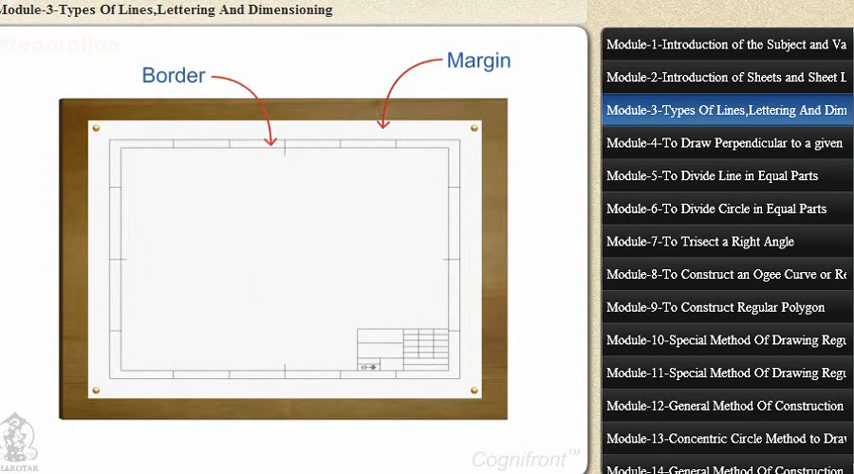 Module-3-Types Of Lines,Lettering And Dimensioning
Preparation
Border
Margin
Cognifront™
CHAROTAR
Module-1-Introduction of the Subject and Va
Module-2-Introduction of Sheets and Sheet L
Module-3-Types Of Lines,Lettering And Dim
Module-4-To Draw Perpendicular to a given
Module-5-To Divide Line in Equal Parts
Module-6-To Divide Circle in Equal Parts
Module-7-To Trisect a Right Angle
Module-8-To Construct an Ogee Curve or Re
Module-9-To Construct Regular Polygon
Module-10-Special Method Of Drawing Regu
Module-11-Special Method Of Drawing Regu
Module-12-General Method Of Construction
Module-13-Concentric Circle Method to Draw
Module-14-General Method Of Construction